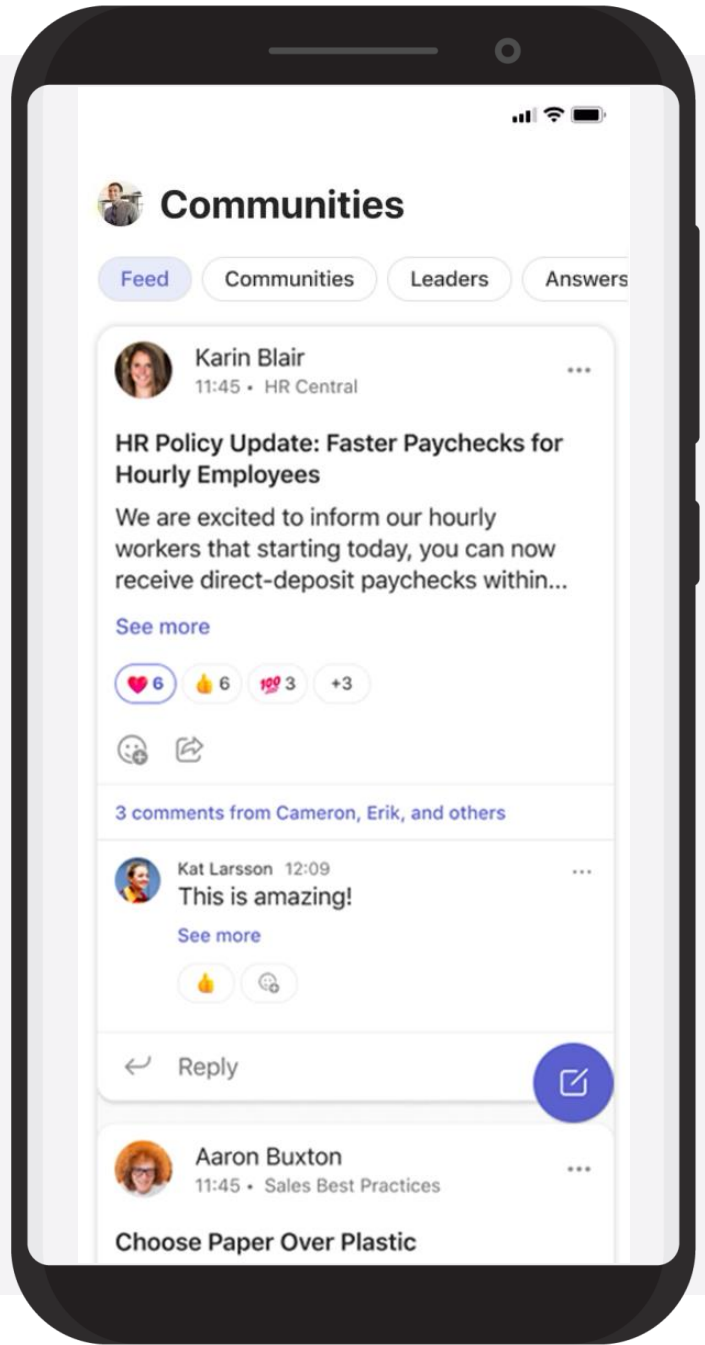 Communities
Feed Communities Leaders Answers
Karin Blair
11:45 • HR Central
HR Policy Update: Faster Paychecks for
Hourly Employees
We are excited to inform our hourly
workers that starting today, you can now
receive direct-deposit paychecks within...
See more
❤️ 6 👍 6 💯 3 +3
3 comments from Cameron, Erik, and others
Kat Larsson 12:09
This is amazing!
See more
👍
Reply
Aaron Buxton
11:45 • Sales Best Practices
Choose Paper Over Plastic